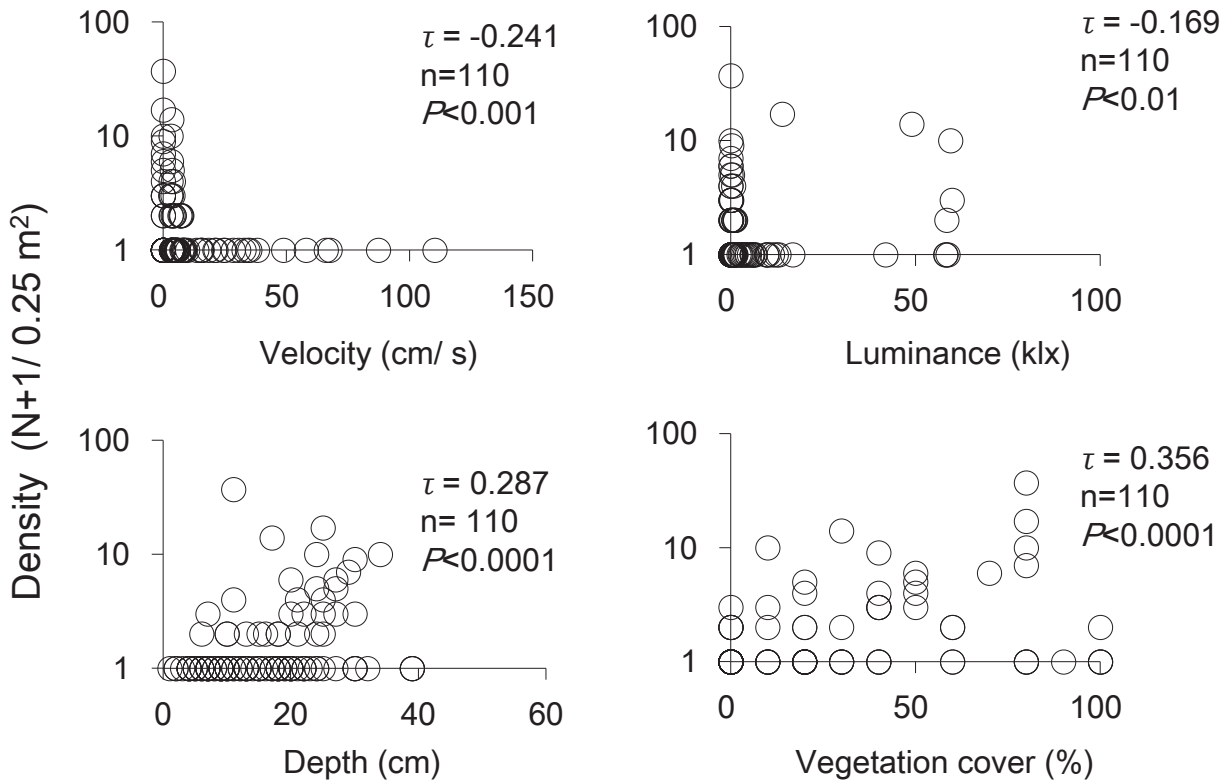 Density (N+1/ 0.25 m²)
100
10
1
0
50
100
150
τ = -0.241
n=110
P<0.001
Velocity (cm/ s)
100
10
1
0
50
100
τ = -0.169
n=110
P<0.01
Luminance (klx)
100
10
1
0
20
40
60
τ = 0.287
n= 110
P<0.0001
Depth (cm)
100
10
1
0
50
100
τ = 0.356
n=110
P<0.0001
Vegetation cover (%)